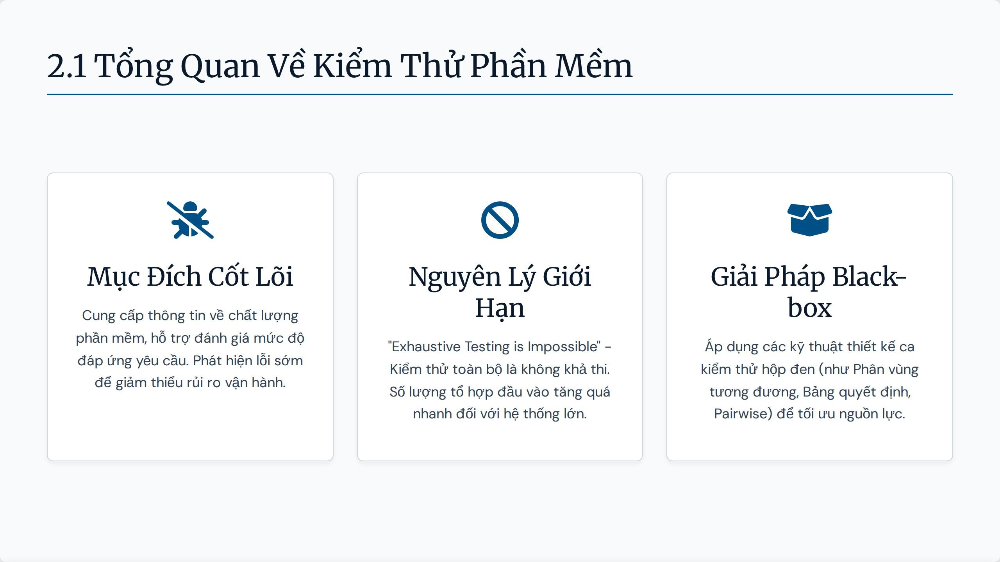 2.1 Tổng Quan Về Kiểm Thử Phần Mềm
Mục Đích Cốt Lõi
Cung cấp thông tin về chất lượng
phần mềm, hỗ trợ đánh giá mức độ
đáp ứng yêu cầu. Phát hiện lỗi sớm
để giảm thiểu rủi ro vận hành.
Nguyên Lý Giới
Hạn
"Exhaustive Testing is Impossible" -
Kiểm thử toàn bộ là không khả thi.
Số lượng tổ hợp đầu vào tăng quá
nhanh đối với hệ thống lớn.
Giải Pháp Black-
box
Áp dụng các kỹ thuật thiết kế ca
kiểm thử hộp đen (như Phân vùng
tương đương, Bảng quyết định,
Pairwise) để tối ưu nguồn lực.